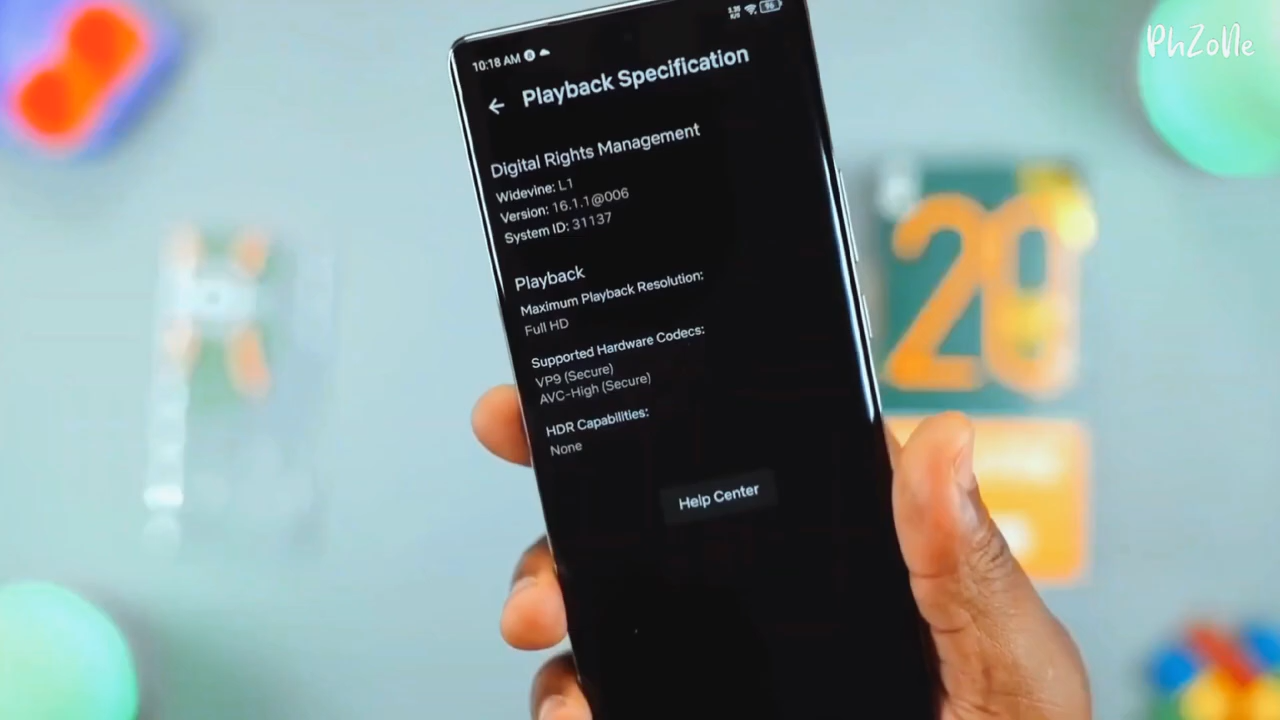 PhZoNe
10:18 AM
Playback Specification
Digital Rights Management
Widevine: L1
Version: 16.1.1@006
System ID: 31137
Playback
Maximum Playback Resolution:
Full HD
Supported Hardware Codecs:
VP9 (Secure)
AVC-High (Secure)
HDR Capabilities:
None
Help Center
20